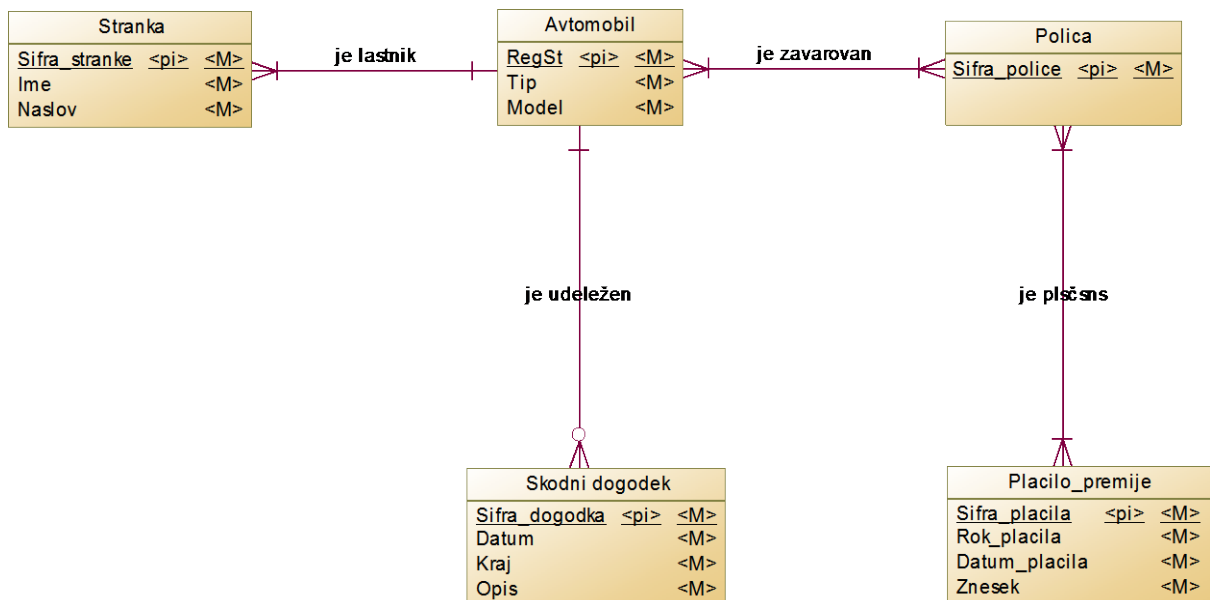 Stranka
Sifra_stranke <pi> <M>
Ime <M>
Naslov <M>
je lastnik
Avtomobil
RegSt <pi> <M>
Tip <M>
Model <M>
je zavarovan
Polica
Sifra_police <pi> <M>
je udeležen
je plsčsns
Skodni dogodek
Sifra_dogodka <pi> <M>
Datum <M>
Kraj <M>
Opis <M>
Placilo_premije
Sifra_placila <pi> <M>
Rok_placila <M>
Datum_placila <M>
Znesek <M>